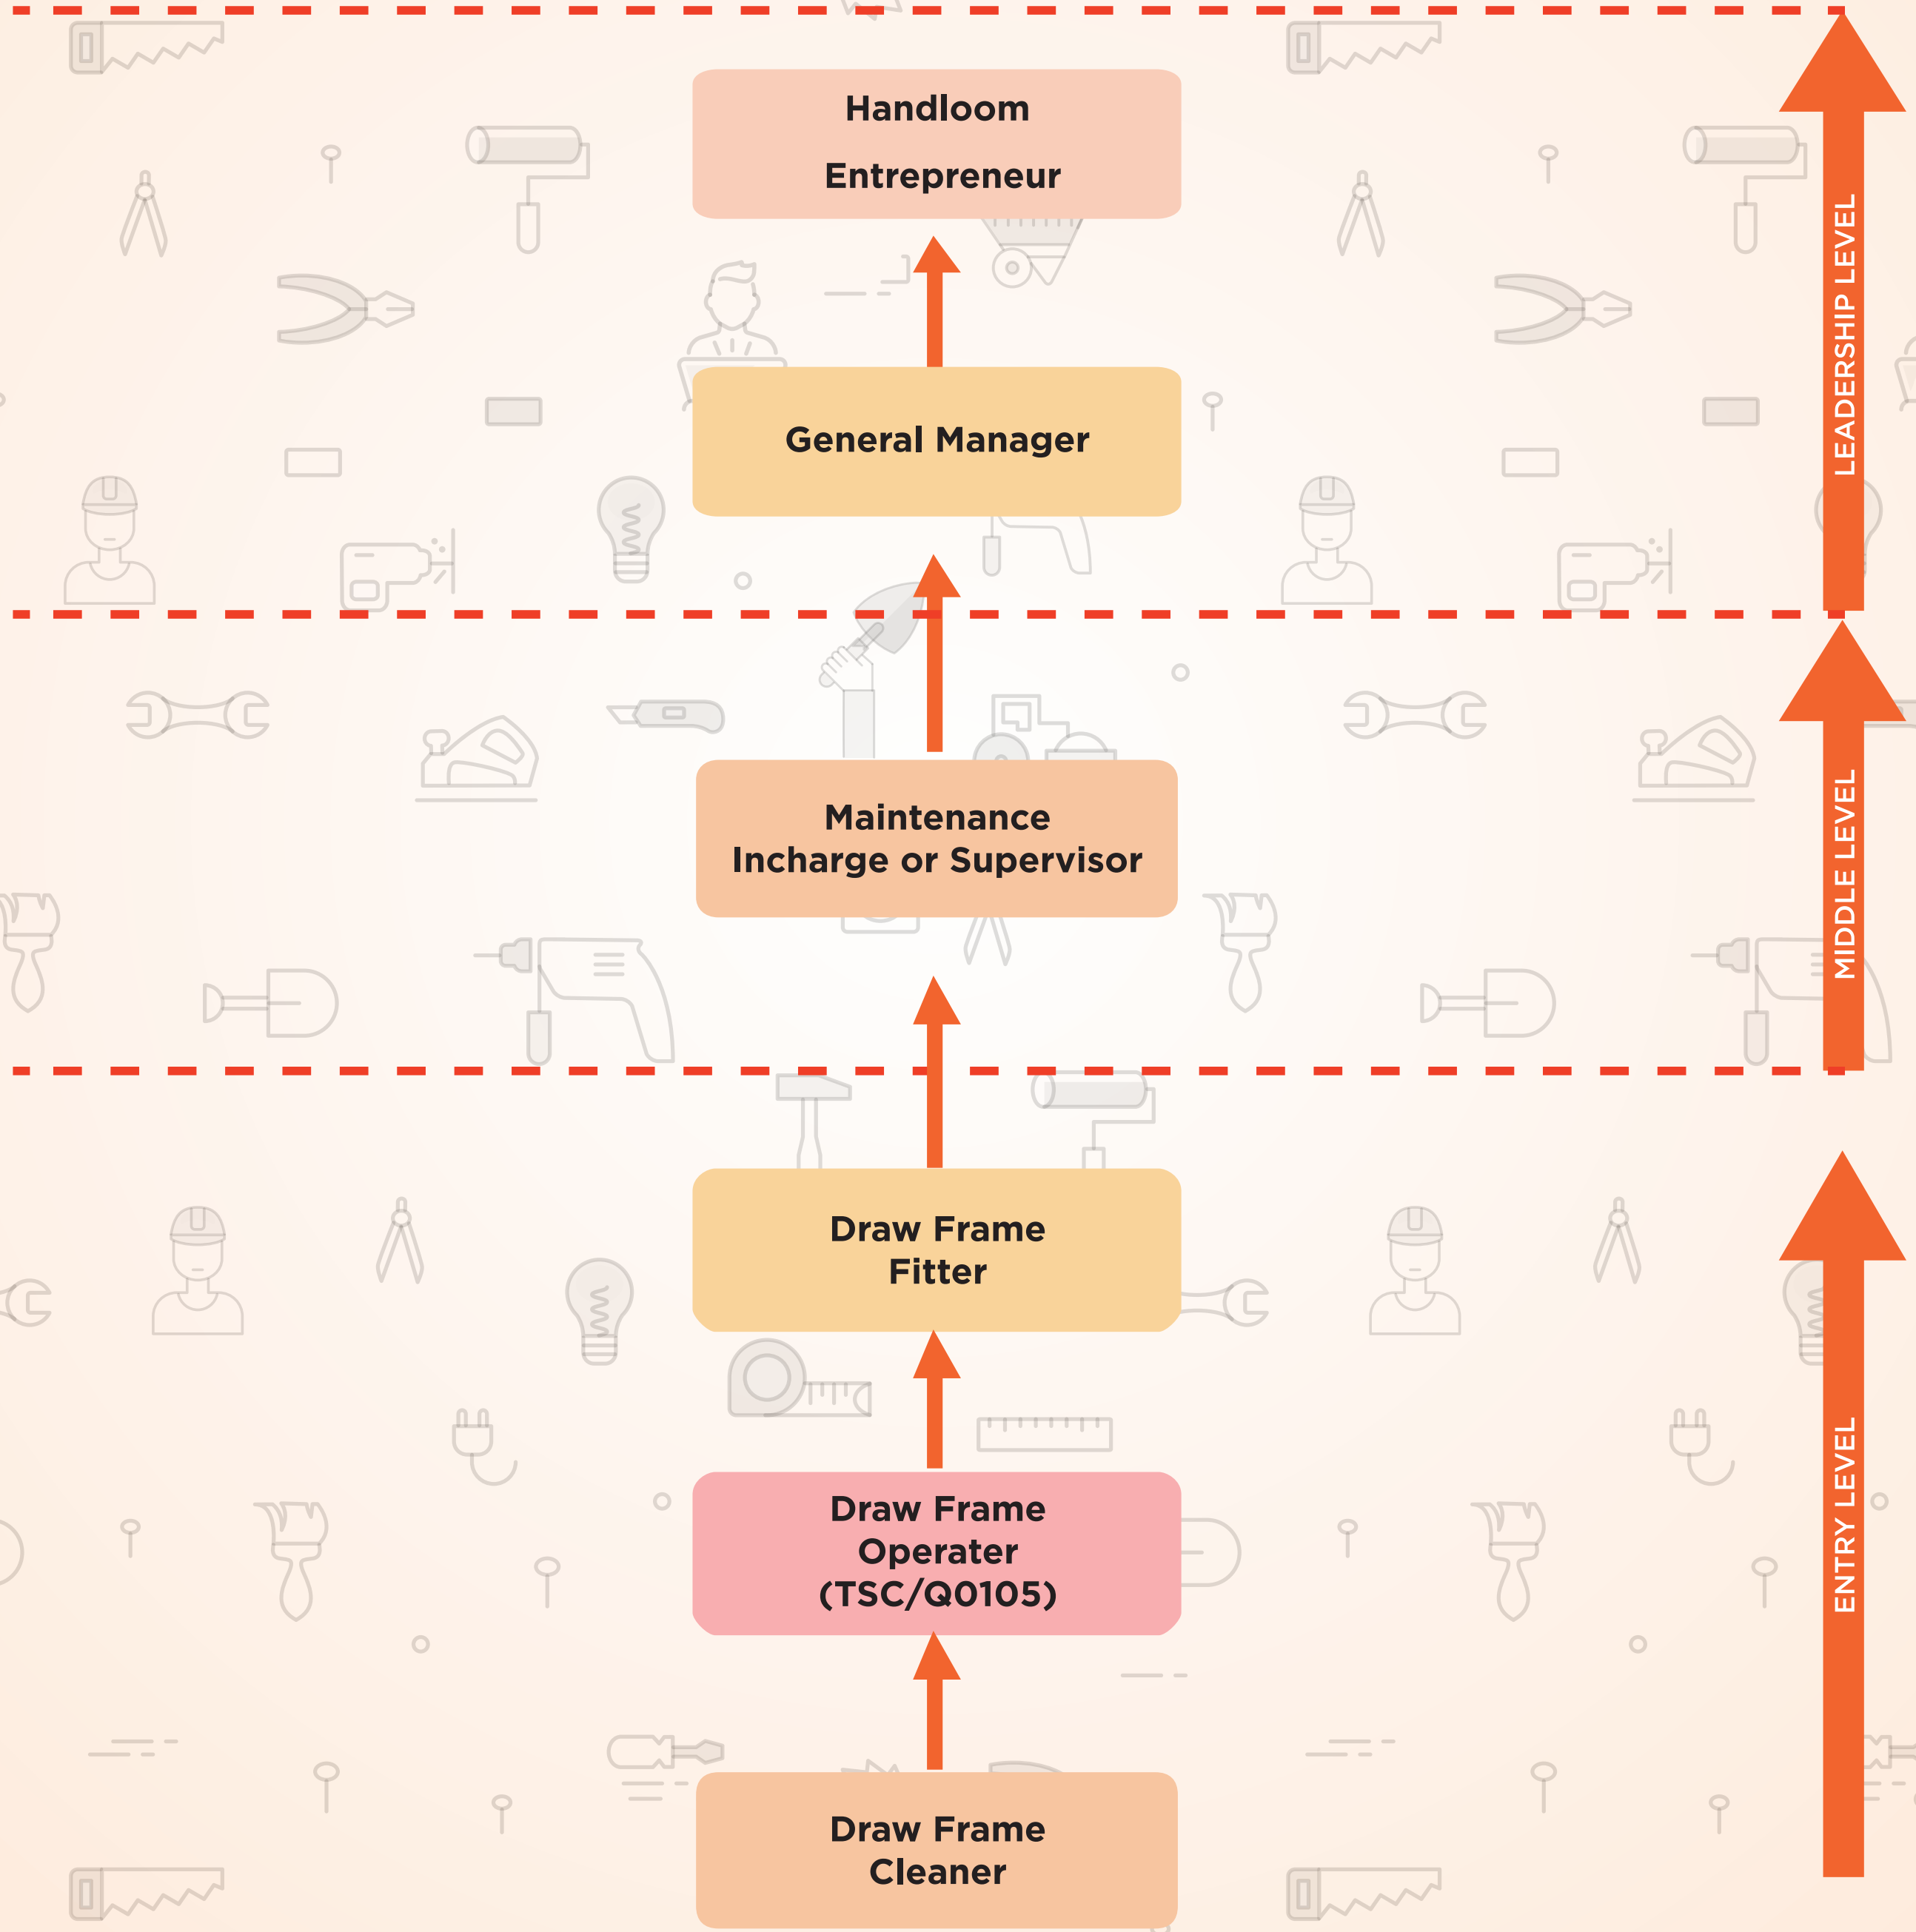 Handloom
Entrepreneur
General Manager
LEADERSHIP LEVEL
Maintenance
Incharge or Supervisor
MIDDLE LEVEL
Draw Frame
Fitter
Draw Frame
Operater
(TSC/Q0105)
ENTRY LEVEL
Draw Frame
Cleaner